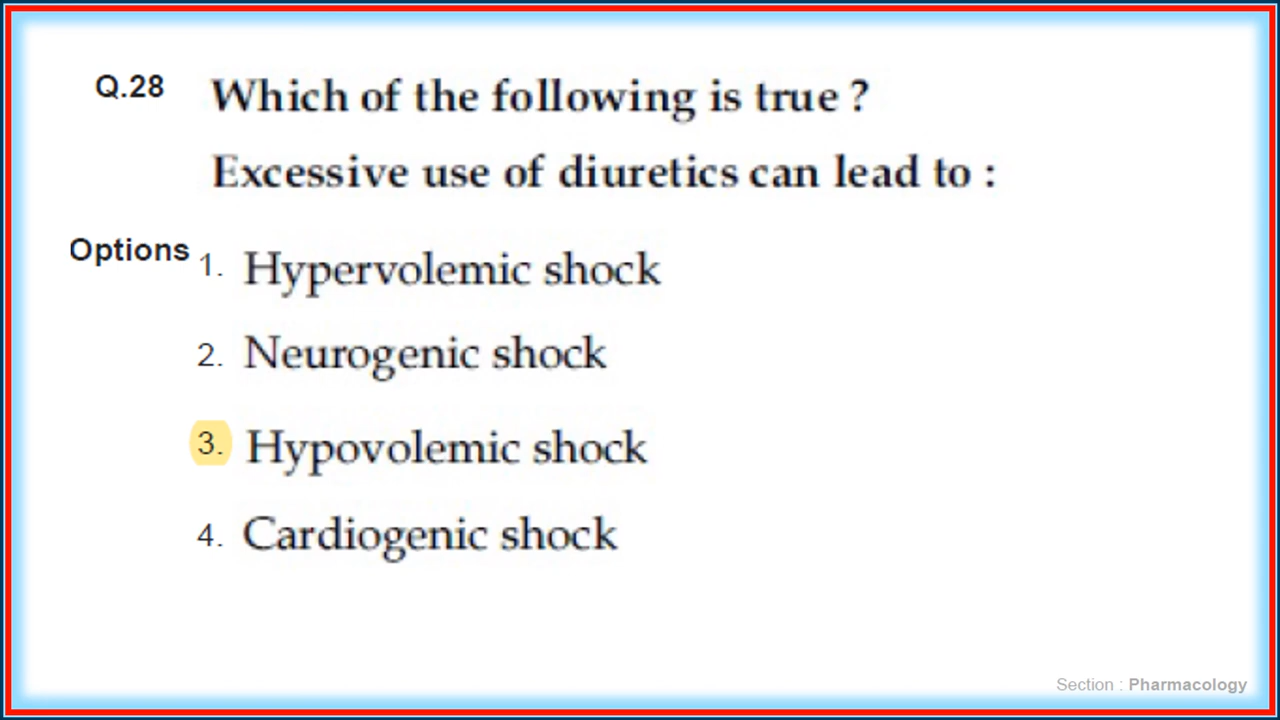 Q.28 Which of the following is true ?
Excessive use of diuretics can lead to :
Options 1. Hypervolemic shock
2. Neurogenic shock
3. Hypovolemic shock
4. Cardiogenic shock
Section : Pharmacology